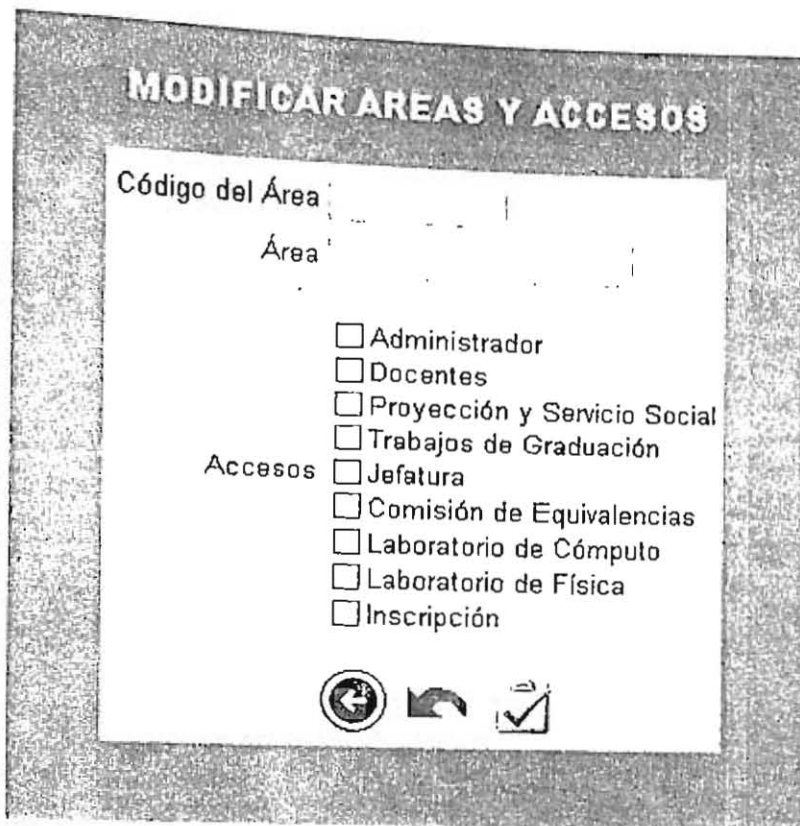 MODIFICAR AREAS Y ACCESOS
Código del Área
Área
Administrador
Docentes
Proyección y Servicio Social
Trabajos de Graduación
Accesos Jefatura
Comisión de Equivalencias
Laboratorio de Cómputo
Laboratorio de Física
Inscripción